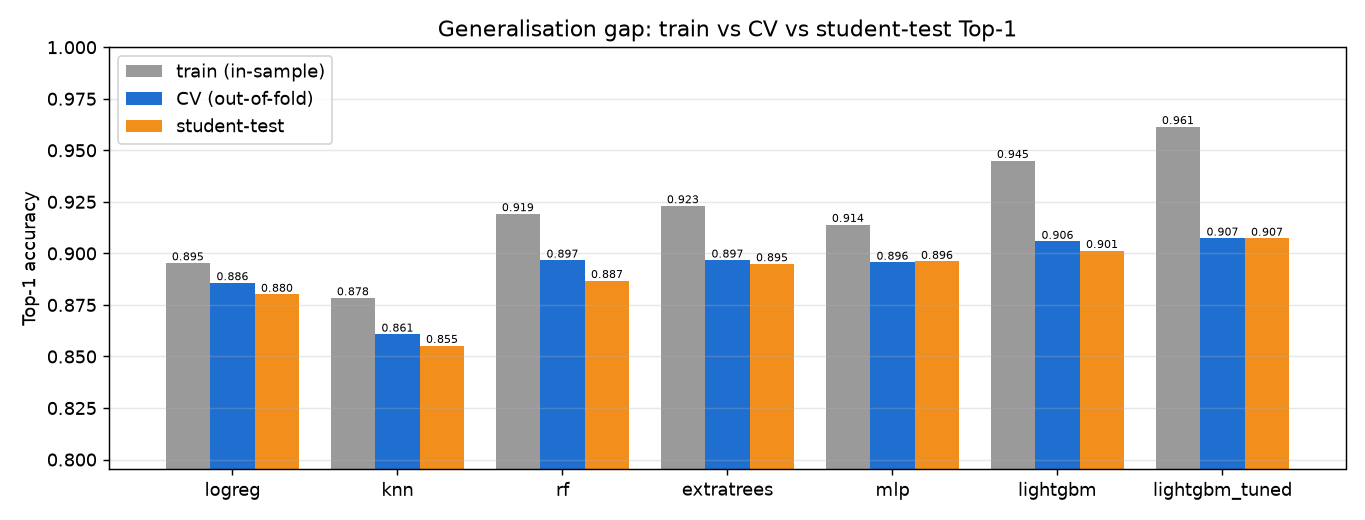 Generalisation gap: train vs CV vs student-test Top-1
Top-1 accuracy
1.000
0.975
0.950
0.925
0.900
0.875
0.850
0.825
0.800
train (in-sample)
CV (out-of-fold)
student-test
0.895
0.886
0.880
0.878
0.861
0.855
0.919
0.897
0.887
0.923
0.897
0.895
0.914
0.896
0.896
0.945
0.906
0.901
0.961
0.907
0.907
logreg
knn
rf
extratrees
mlp
lightgbm
lightgbm_tuned